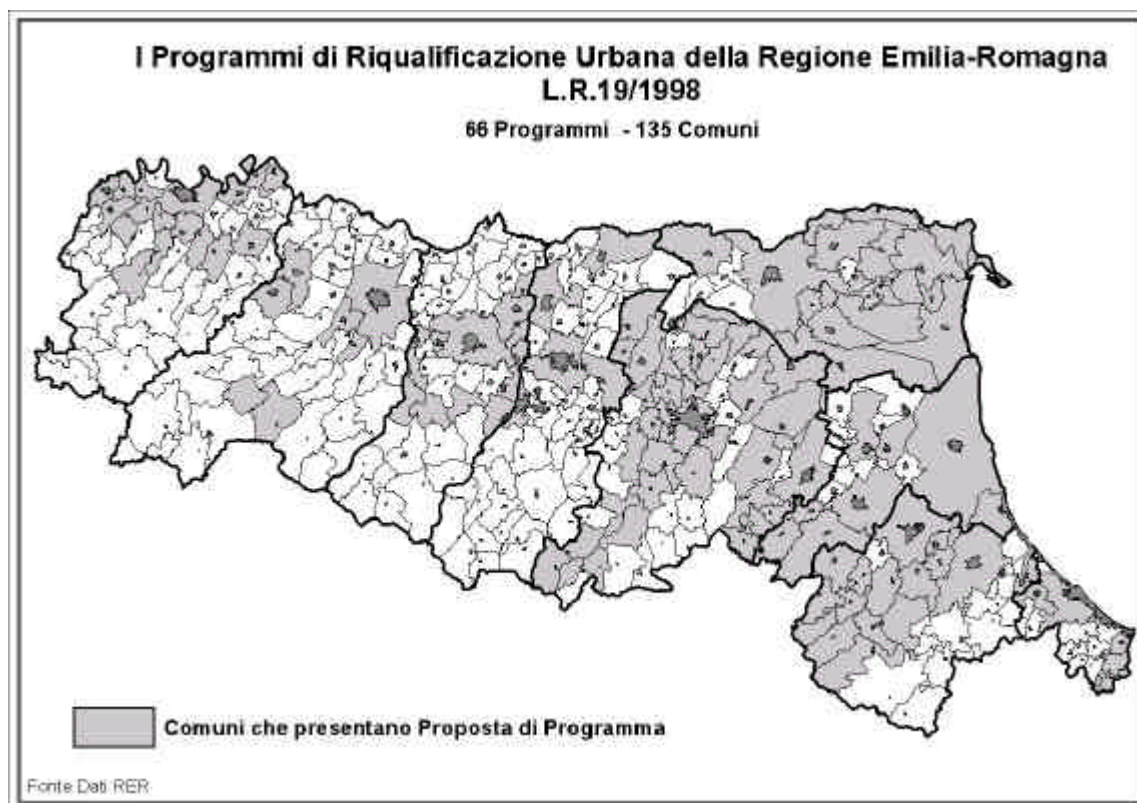 I Programmi di Riqualificazione Urbana della Regione Emilia-Romagna
L.R.19/1998
66 Programmi - 135 Comuni
Comuni che presentano Proposta di Programma
Fonte Dati RER